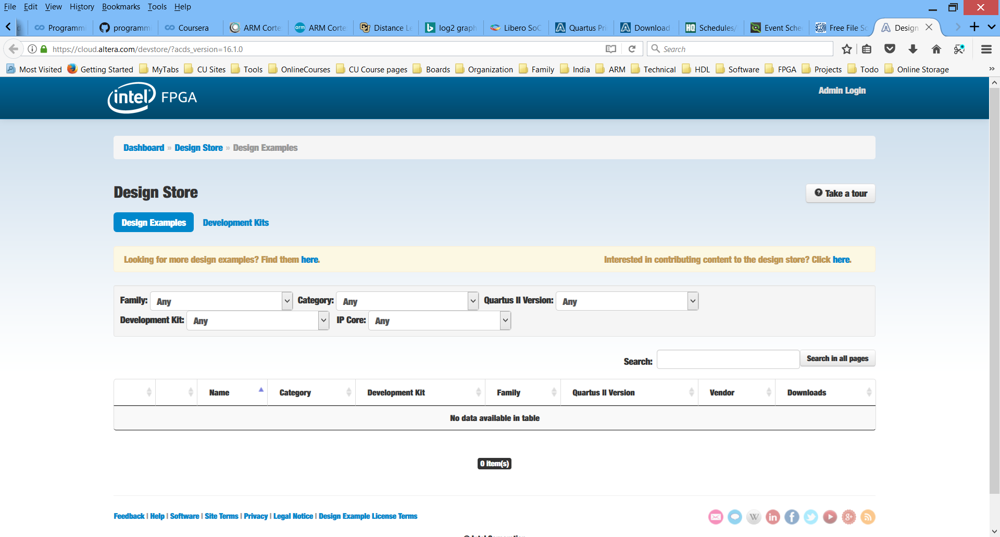 File Edit View History Bookmarks Tools Help
Programmi programmi Coursera ARM Corte ARM Corte Distance Le log2 graph Libero SoC Quartus Pri Download Schedules/ Event Sche Free File Sc Design
https://cloud.altera.com/devstore/?acds_version=16.1.0 Search
Most Visited Getting Started MyTabs CU Sites Tools OnlineCourses CU Course pages Boards Organization Family India ARM Technical HDL Software FPGA Projects Todo Online Storage »
intel FPGA Admin Login
Dashboard » Design Store » Design Examples
Design Store ? Take a tour
Design Examples Development Kits
Looking for more design examples? Find them here. Interested in contributing content to the design store? Click here.
Family: Any Category: Any Quartus II Version: Any
Development Kit: Any IP Core: Any
Search: Search in all pages
Name Category Development Kit Family Quartus II Version Vendor Downloads
No data available in table
0 item(s)
Feedback | Help | Software | Site Terms | Privacy | Legal Notice | Design Example License Terms